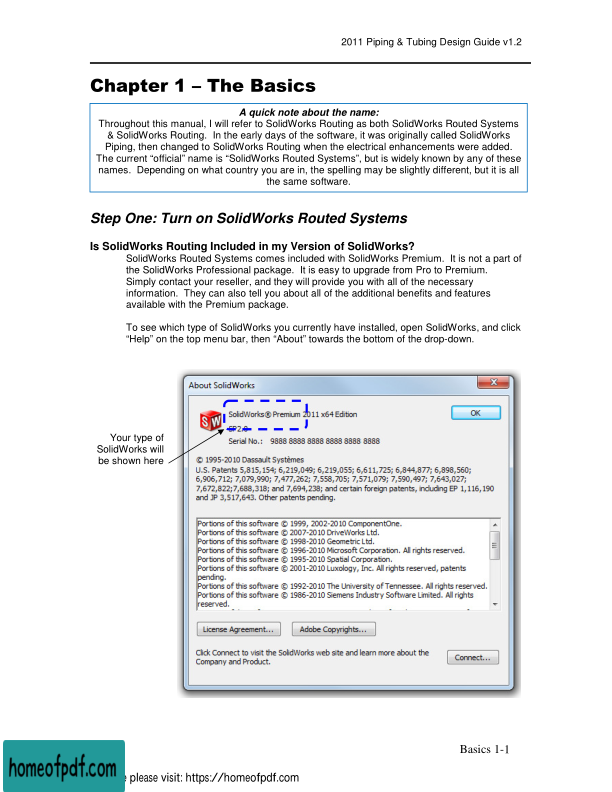 2011 Piping & Tubing Design Guide v1.2
Chapter 1 – The Basics
A quick note about the name:
Throughout this manual, I will refer to SolidWorks Routing as both SolidWorks Routed Systems
& SolidWorks Routing.  In the early days of the software, it was originally called SolidWorks
Piping, then changed to SolidWorks Routing when the electrical enhancements were added.
The current “official” name is “SolidWorks Routed Systems”, but is widely known by any of these
names.  Depending on what country you are in, the spelling may be slightly different, but it is all
the same software.
Step One: Turn on SolidWorks Routed Systems
Is SolidWorks Routing Included in my Version of SolidWorks?
SolidWorks Routed Systems comes included with SolidWorks Premium.  It is not a part of
the SolidWorks Professional package.  It is easy to upgrade from Pro to Premium.
Simply contact your reseller, and they will provide you with all of the necessary
information.  They can also tell you about all of the additional benefits and features
available with the Premium package.
To see which type of SolidWorks you currently have installed, open SolidWorks, and click
“Help” on the top menu bar, then “About” towards the bottom of the drop-down.
About SolidWorks
SolidWorks® Premium 2011 x64 Edition
OK
Serial No.:   9888 8888 8888 8888 8888 8888
Your type of
SolidWorks will
be shown here
© 1995-2010 Dassault Systèmes
U.S. Patents 5,815,154; 6,219,049; 6,219,055; 6,611,725; 6,844,877; 6,898,560;
6,906,712; 7,079,990; 7,477,262; 7,558,705; 7,571,079; 7,590,497; 7,643,027;
7,672,822;7,688,318; and 7,694,238; and certain foreign patents, including EP 1,116,190
and JP 3,517,643. Other patents pending.
Portions of this software © 1999, 2002-2010 ComponentOne.
Portions of this software © 2007-2010 DriveWorks Ltd.
Portions of this software © 1998-2010 Geometric Ltd.
Portions of this software © 1996-2010 Microsoft Corporation. All rights reserved.
Portions of this software © 1995-2010 Spatial Corporation.
Portions of this software © 2001-2010 Luxology, Inc. All rights reserved, patents
pending.
Portions of this software © 1992-2010 The University of Tennessee. All rights reserved.
Portions of this software © 1986-2010 Siemens Industry Software Limited. All rights
reserved.
License Agreement...
Adobe Copyrights...
Click Connect to visit the SolidWorks web site and learn more about the
Company and Product.
Connect...
Basics 1-1
homeofpdf.com
please visit: https://homeofpdf.com